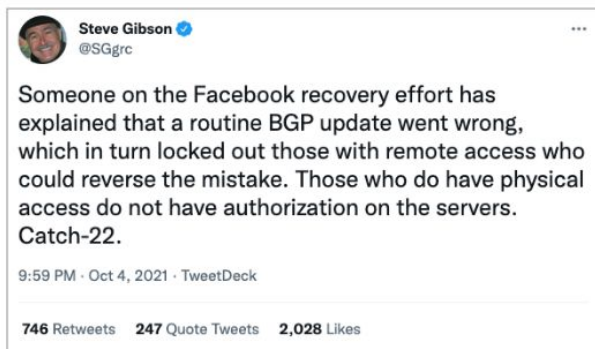 Steve Gibson
@SGgrc
Someone on the Facebook recovery effort has
explained that a routine BGP update went wrong,
which in turn locked out those with remote access who
could reverse the mistake. Those who do have physical
access do not have authorization on the servers.
Catch-22.
9:59 PM · Oct 4, 2021 · TweetDeck
746 Retweets 247 Quote Tweets 2,028 Likes